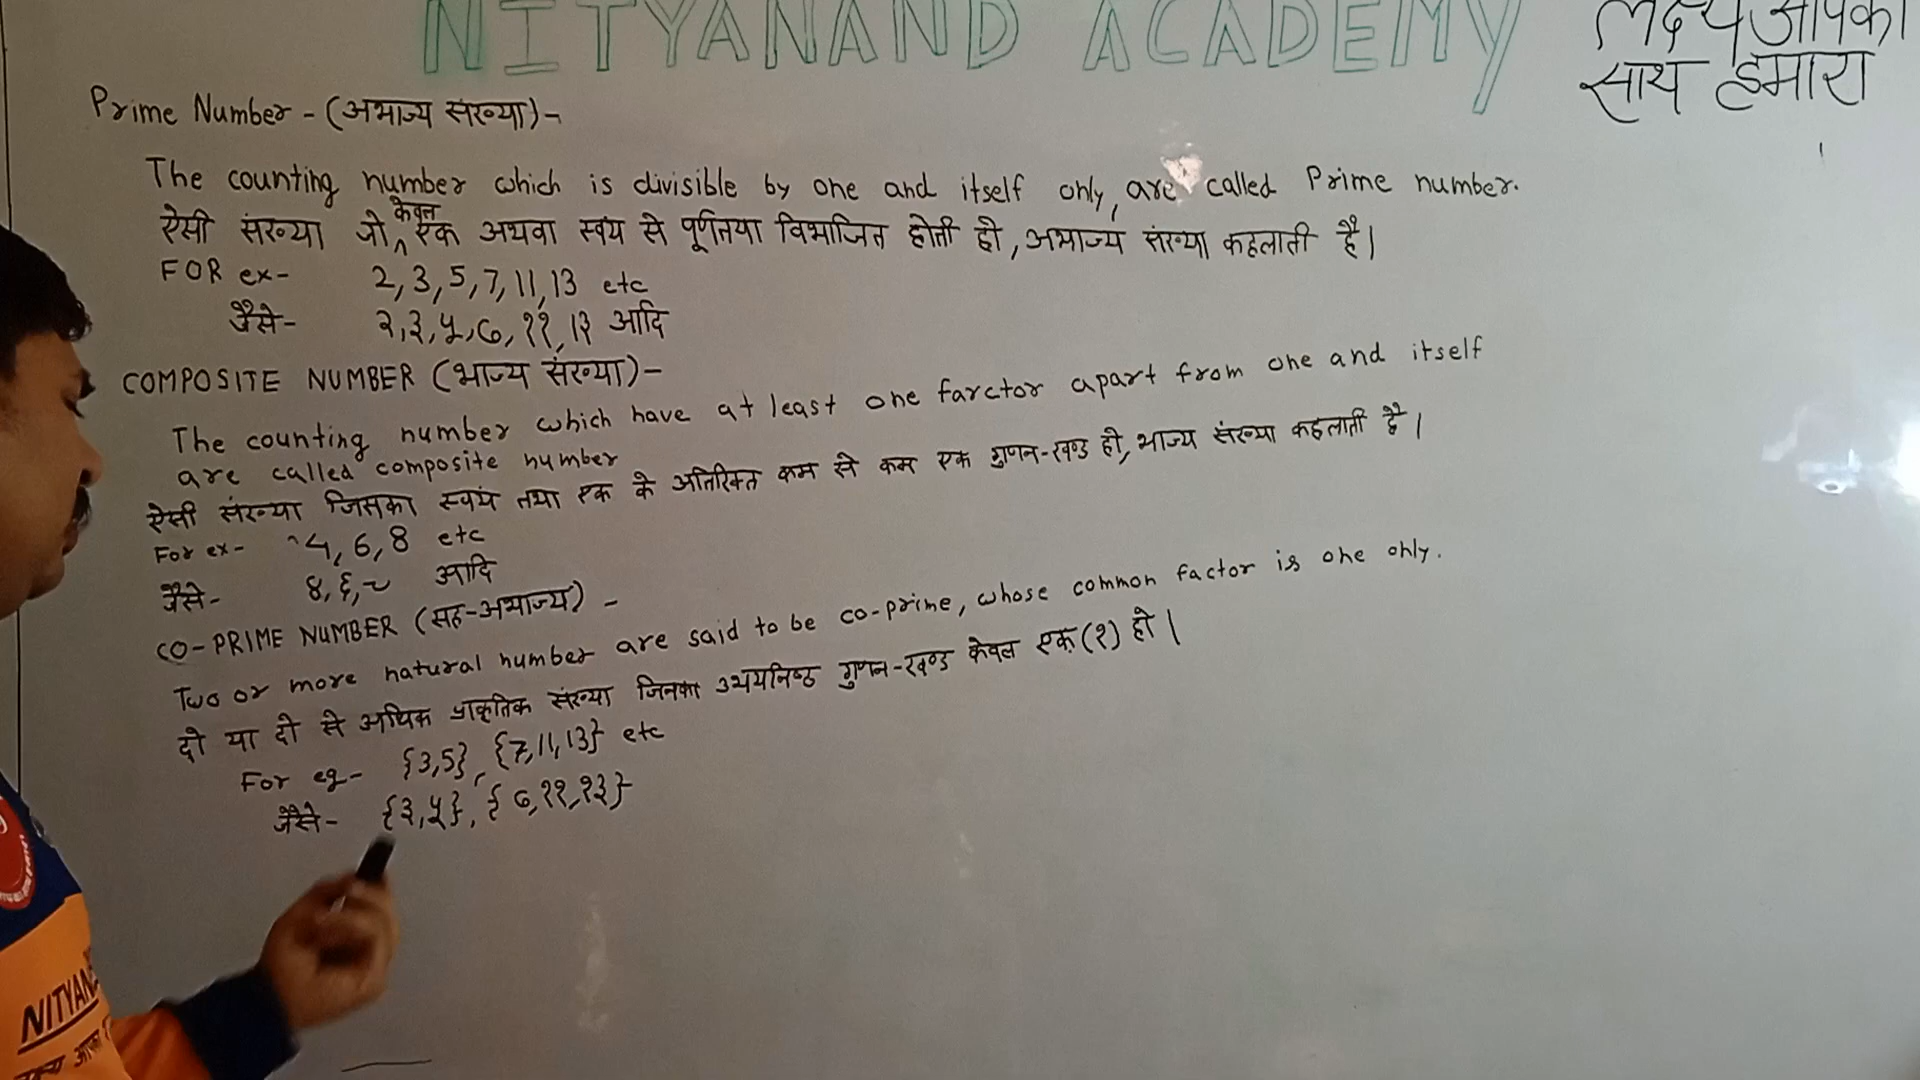 NITYANAND ACADEMY
लक्ष्य आपका
साथ हमारा
Prime Number - (अभाज्य संख्या) -
The counting number which is divisible by one and itself only, are called Prime number.
केवल
ऐसी संख्या जो ^ एक अथवा स्वयं से पूर्णतया विभाजित होती हो, अभाज्य संख्या कहलाती है।
FOR ex- 2, 3, 5, 7, 11, 13 etc
जैसे- २, ३, ५, ७, ११, १३ आदि
COMPOSITE NUMBER (भाज्य संख्या) -
The counting number which have at least one farctor apart from one and itself
are called composite number
ऐसी संख्या जिसका स्वयं तथा एक के अतिरिक्त कम से कम एक गुणन-खण्ड हो, भाज्य संख्या कहलाती है।
For ex- 4, 6, 8 etc
जैसे- ४, ६, ८ आदि
CO-PRIME NUMBER (सह-अभाज्य) -
Two or more natural number are said to be co-prime, whose common factor is one only.
दो या दो से अधिक प्राकृतिक संख्या जिनका उभयनिष्ठ गुणन-खण्ड केवल एक (१) हो।
For eg- {3,5}, {7,11,13} etc
जैसे- {३,५}, {७,११,१३}
NITYAN